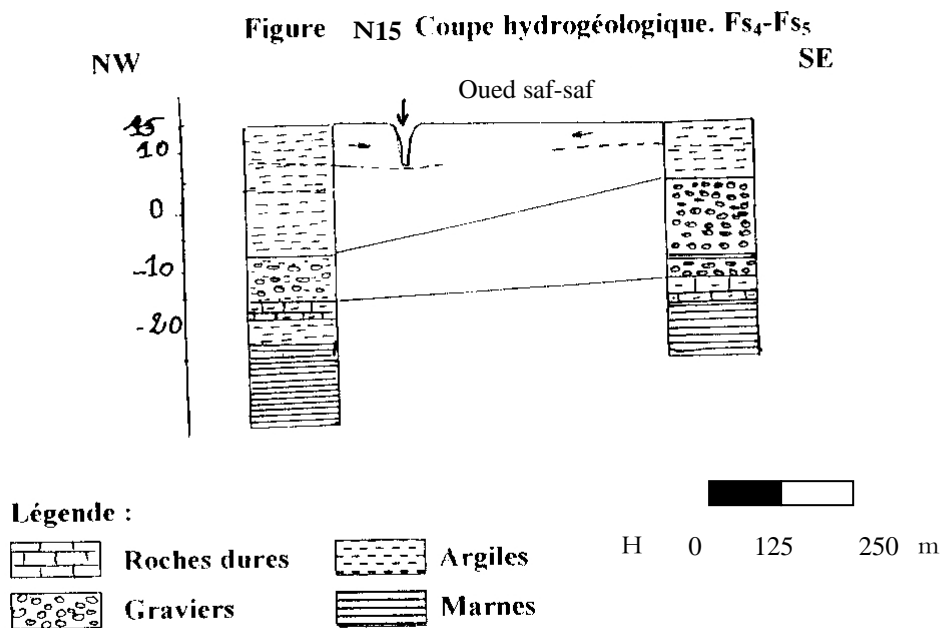 Figure N15 Coupe hydrogéologique. Fs4-Fs5
NW
SE
Oued saf-saf
15
10
0
-10
-20
Légende :
Roches dures
Argiles
Graviers
Marnes
H 0 125 250 m